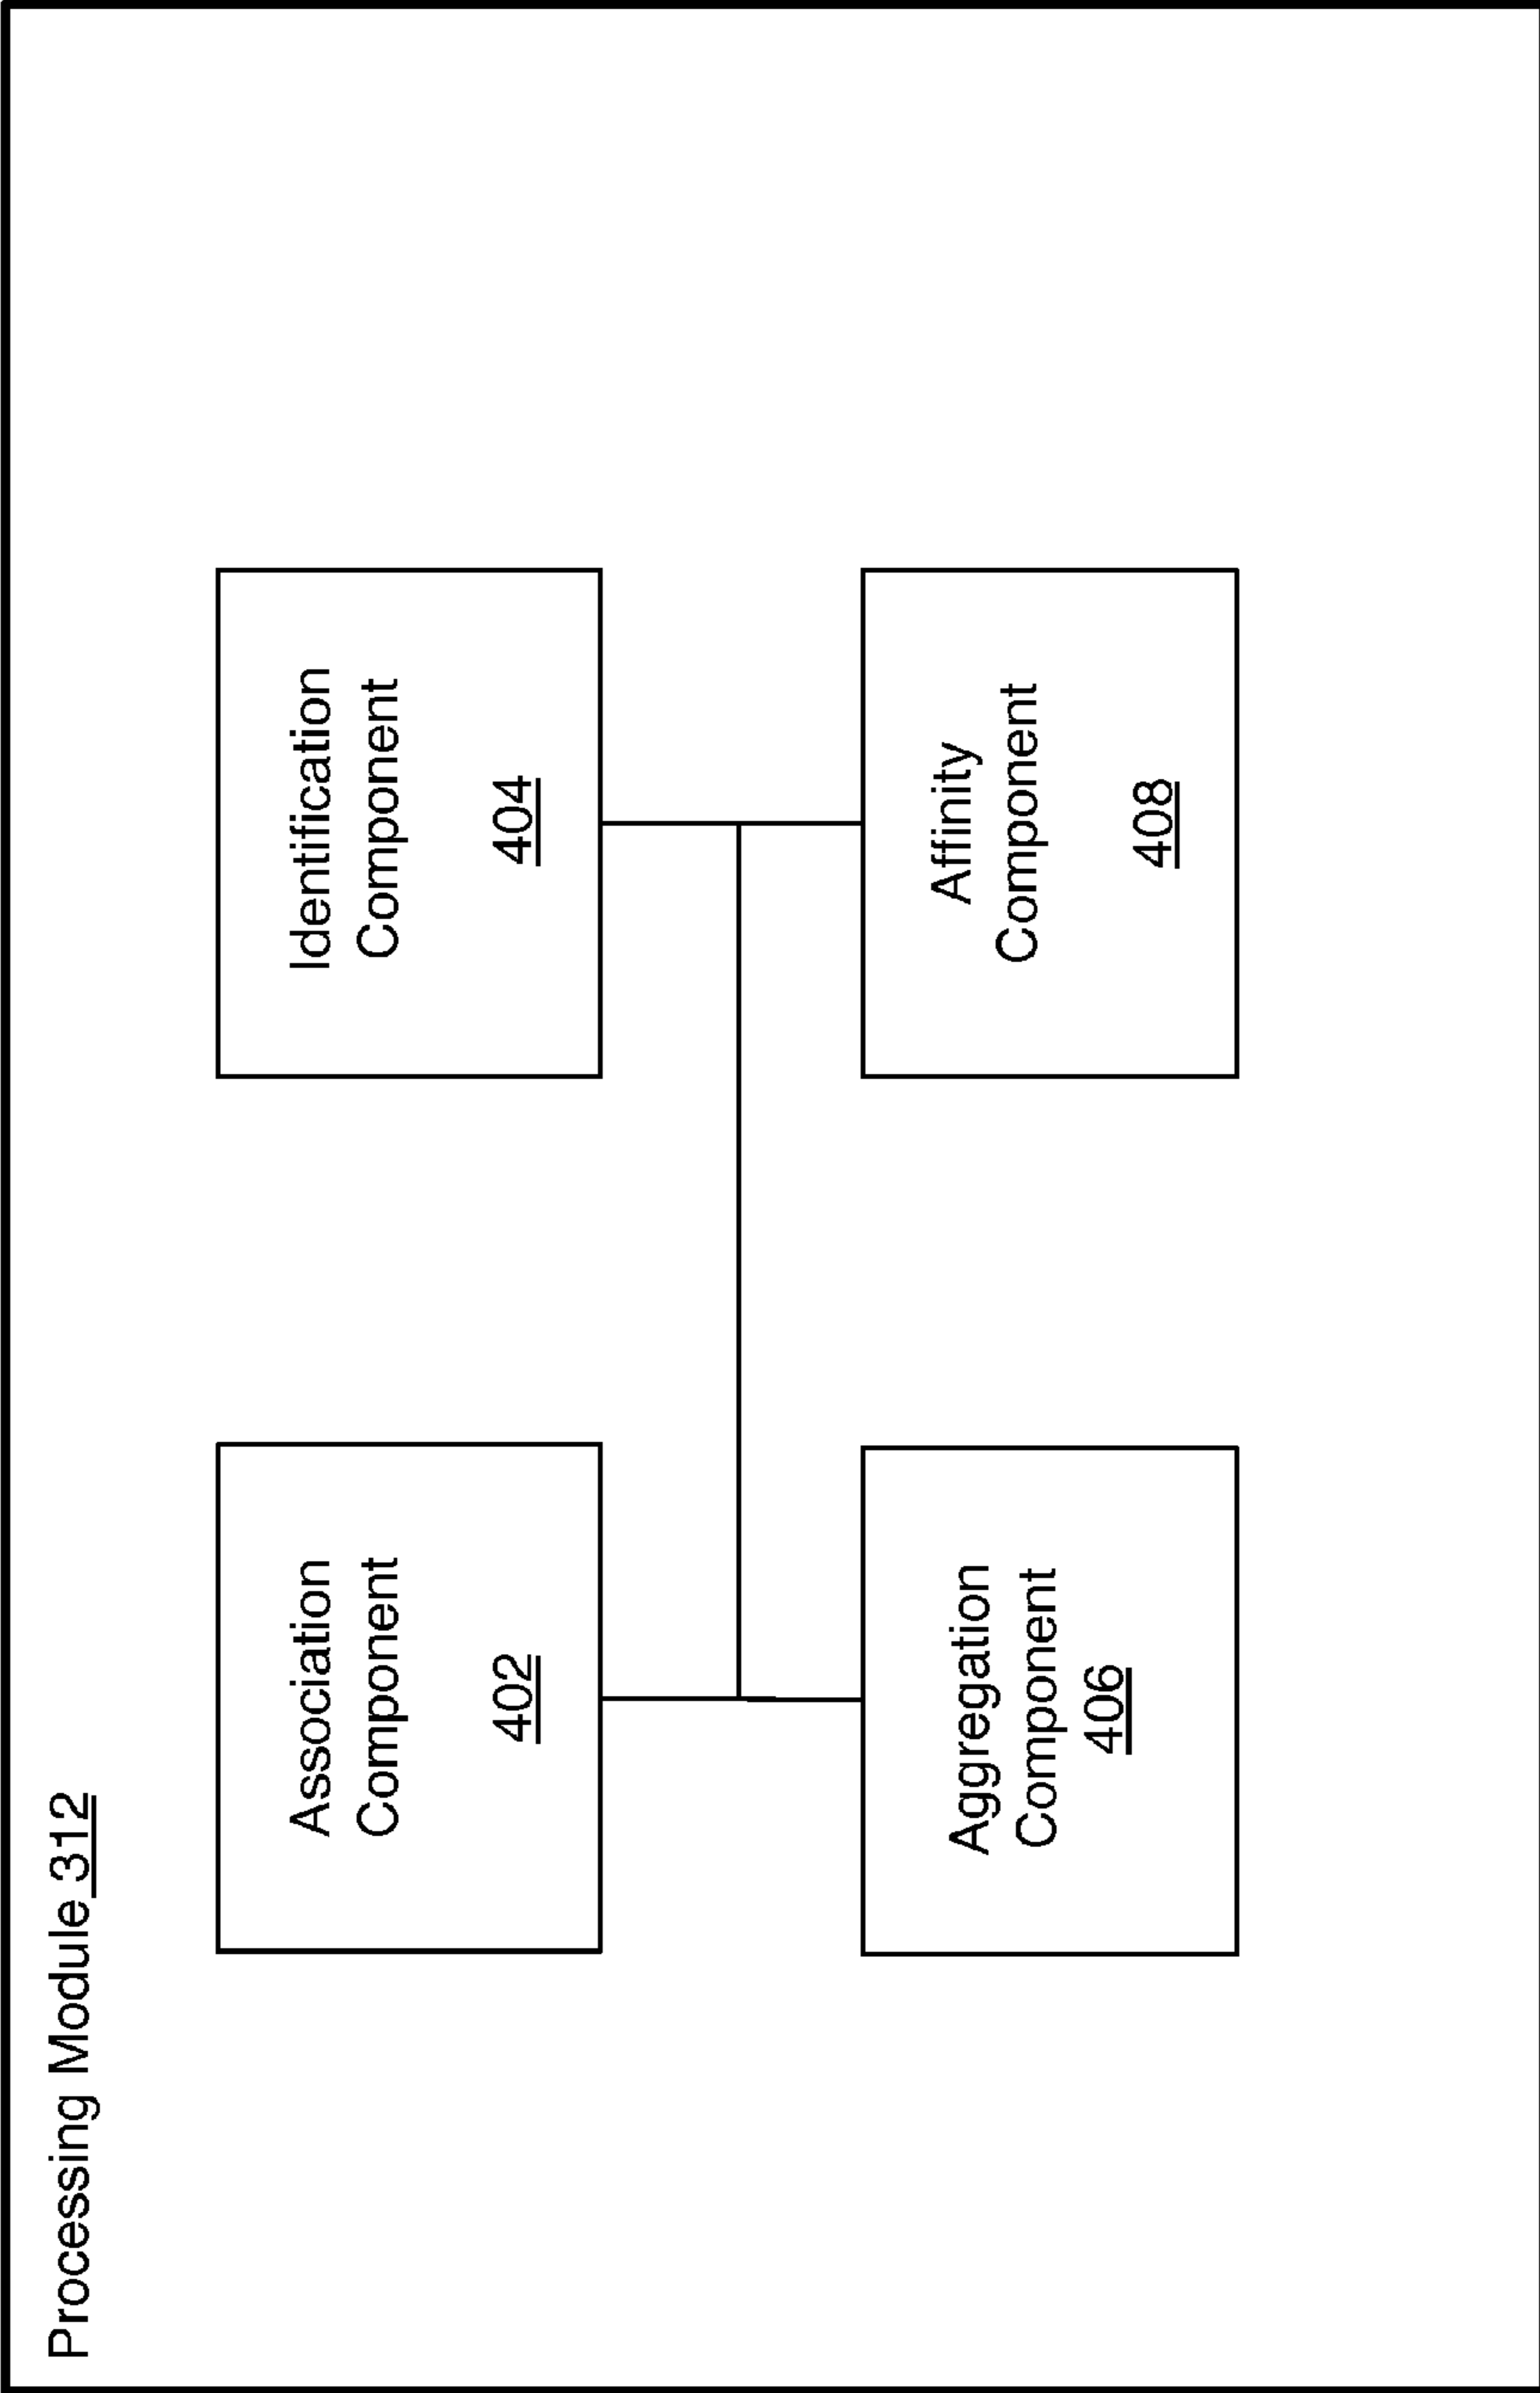 Processing Module 312
Association
Component
402
Identification
Component
404
Aggregation
Component
406
Affinity
Component
408